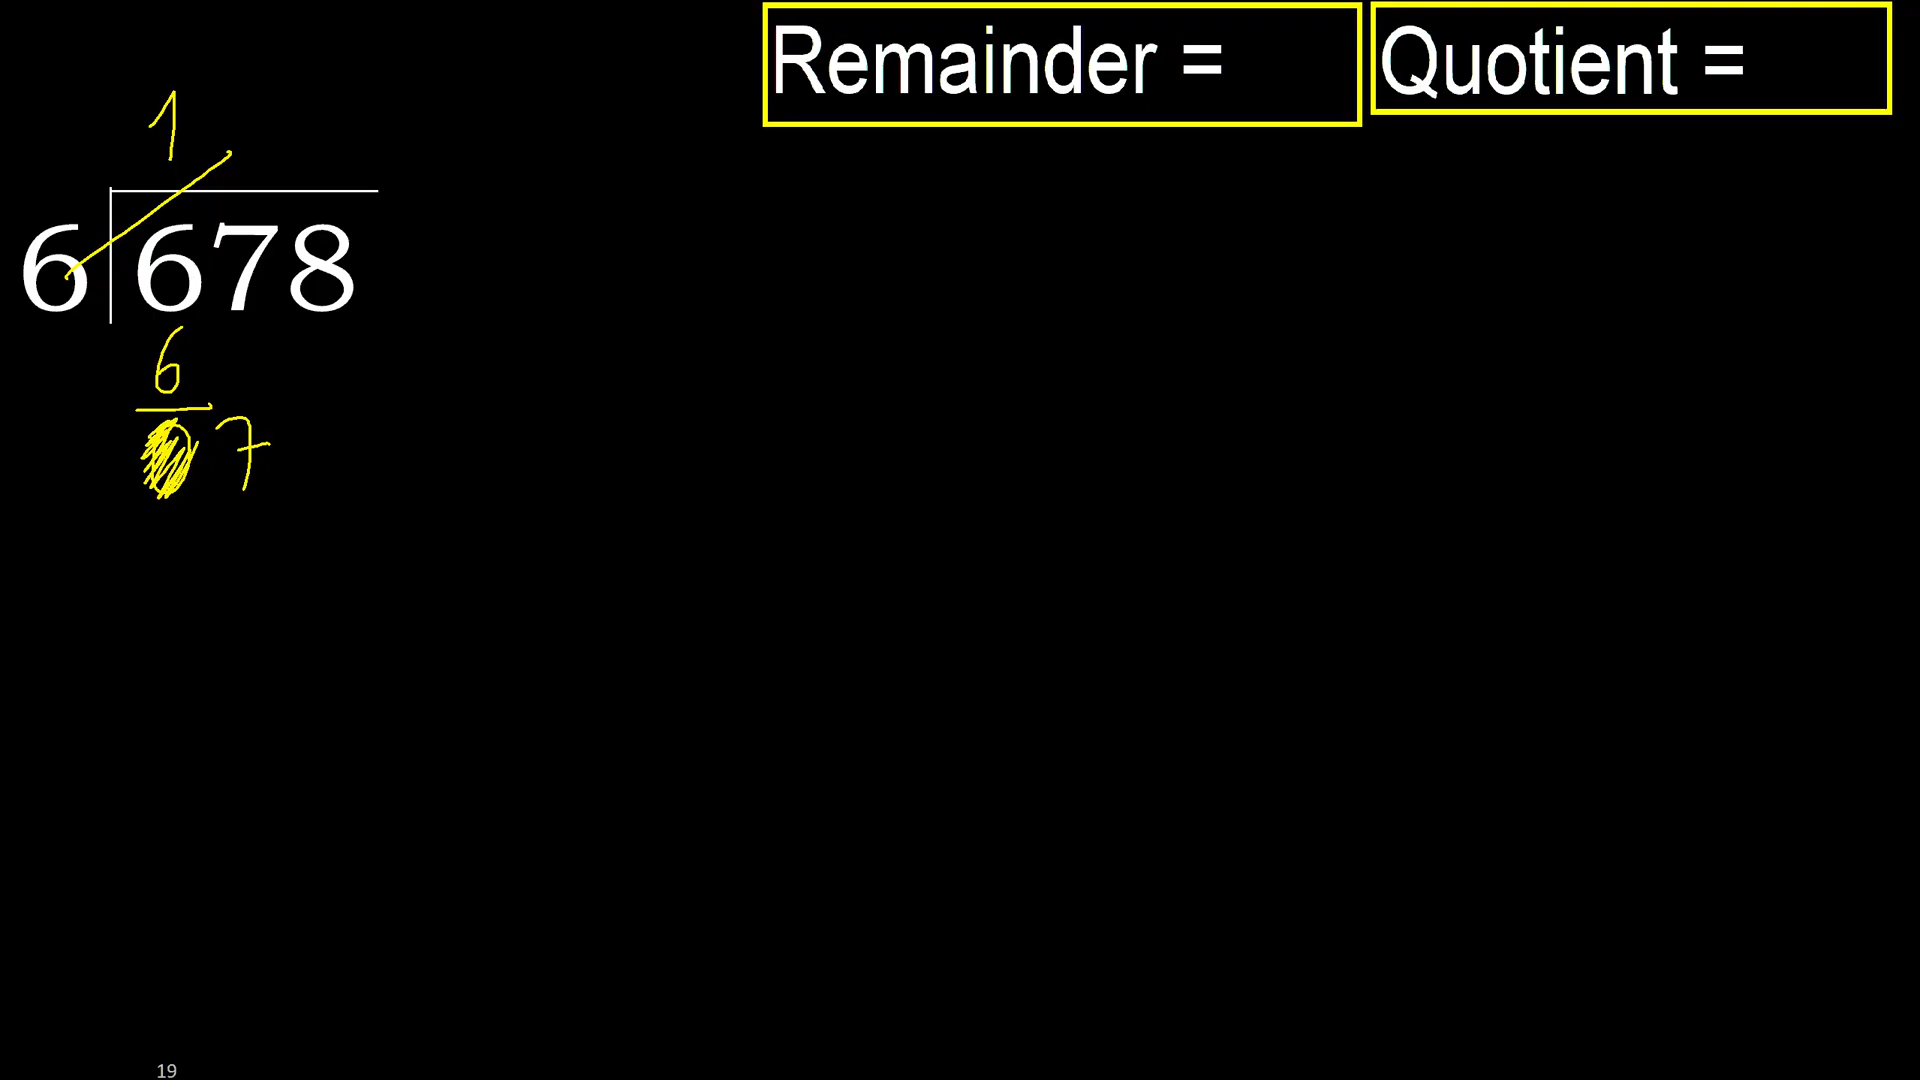 Remainder =
Quotient =
1
6 678
6
7
19